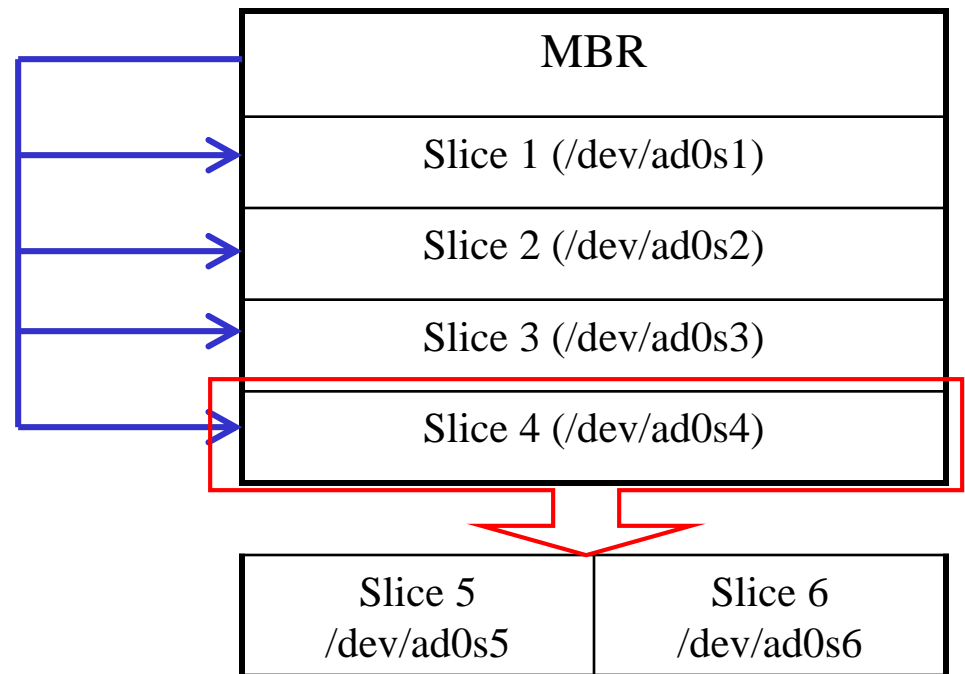 MBR
Slice 1 (/dev/ad0s1)
Slice 2 (/dev/ad0s2)
Slice 3 (/dev/ad0s3)
Slice 4 (/dev/ad0s4)
Slice 5
/dev/ad0s5
Slice 6
/dev/ad0s6